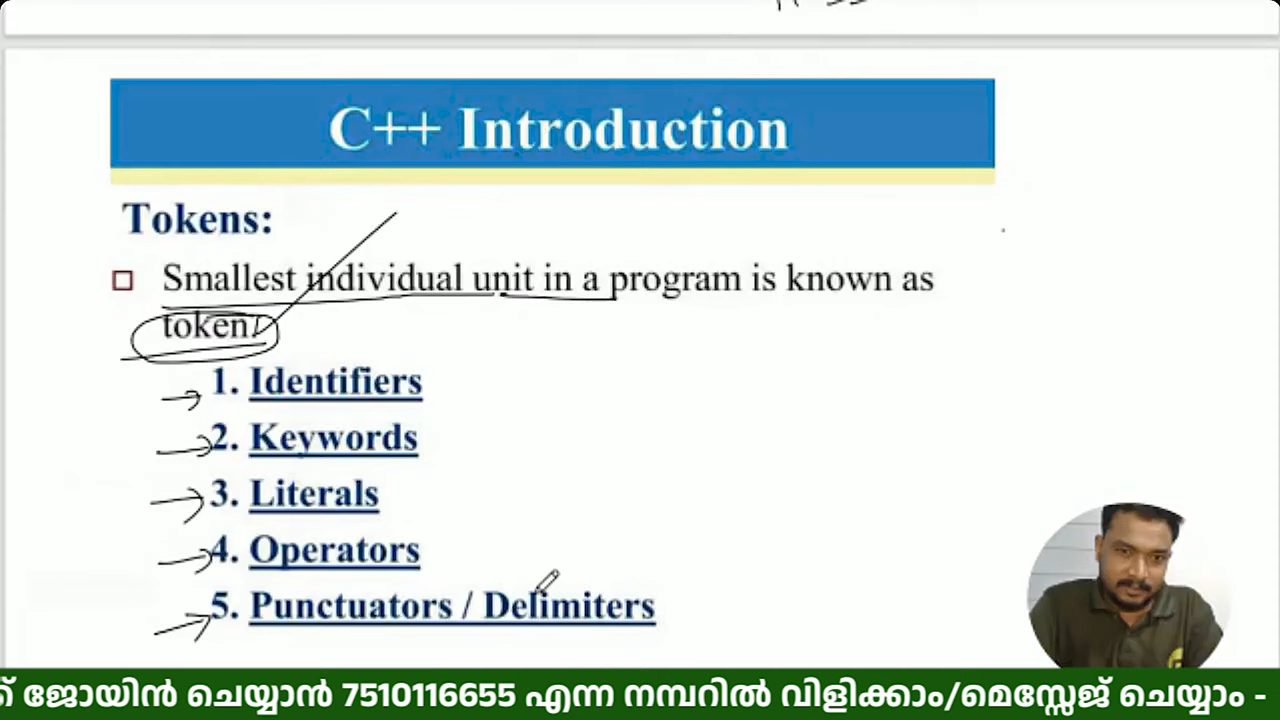 C++ Introduction
Tokens:
Smallest individual unit in a program is known as
token.
1. Identifiers
2. Keywords
3. Literals
4. Operators
5. Punctuators / Delimiters
ജോയിൻ ചെയ്യാൻ 7510116655 എന്ന നമ്പറിൽ വിളിക്കാം/മെസ്സേജ് ചെയ്യാം -